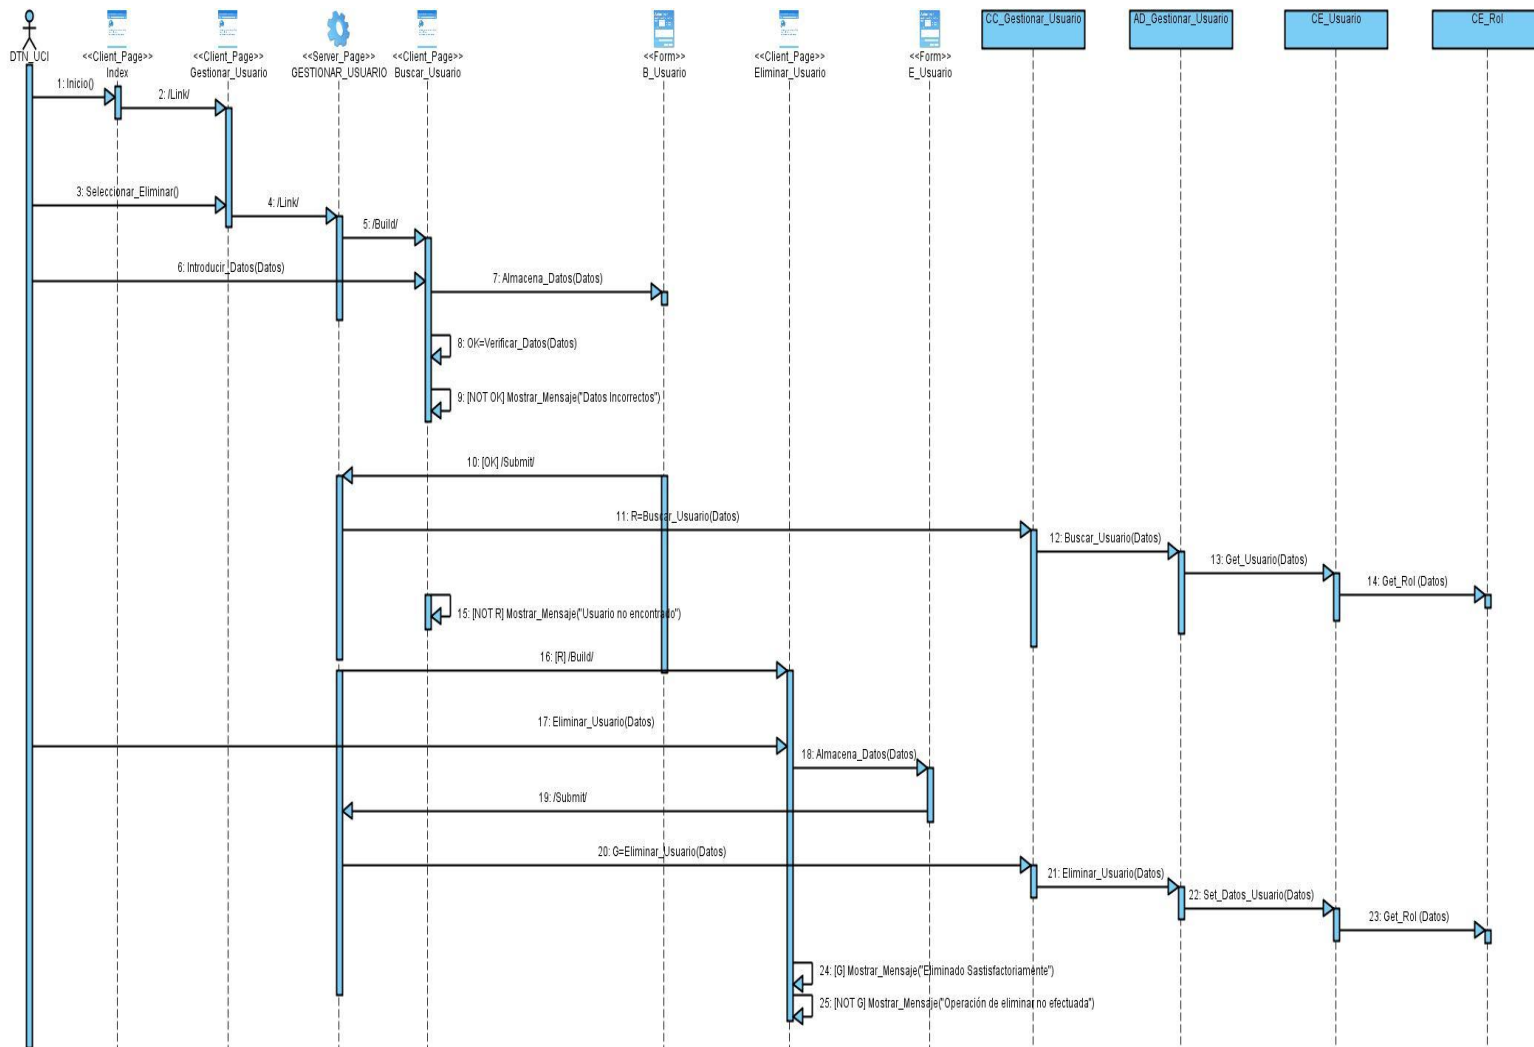 DTN_UCI
<<Client_Page>>
Index
<<Client_Page>>
Gestionar_Usuario
<<Server_Page>>
GESTIONAR_USUARIO
<<Client_Page>>
Buscar_Usuario
<<Form>>
B_Usuario
<<Client_Page>>
Eliminar_Usuario
<<Form>>
E_Usuario
CC_Gestionar_Usuario
AD_Gestionar_Usuario
CE_Usuario
CE_Rol
1: Inicio()
2: /Link/
3: Seleccionar_Eliminar()
4: /Link/
5: /Build/
6: Introducir_Datos(Datos)
7: Almacena_Datos(Datos)
8: OK=Verificar_Datos(Datos)
9: [NOT OK] Mostrar_Mensaje("Datos Incorrectos")
10: [OK] /Submit/
11: R=Buscar_Usuario(Datos)
12: Buscar_Usuario(Datos)
13: Get_Usuario(Datos)
14: Get_Rol (Datos)
15: [NOT R] Mostrar_Mensaje("Usuario no encontrado")
16: [R] /Build/
17: Eliminar_Usuario(Datos)
18: Almacena_Datos(Datos)
19: /Submit/
20: G=Eliminar_Usuario(Datos)
21: Eliminar_Usuario(Datos)
22: Set_Datos_Usuario(Datos)
23: Get_Rol (Datos)
24: [G] Mostrar_Mensaje("Eliminado Sastisfactoriamente")
25: [NOT G] Mostrar_Mensaje("Operación de eliminar no efectuada")